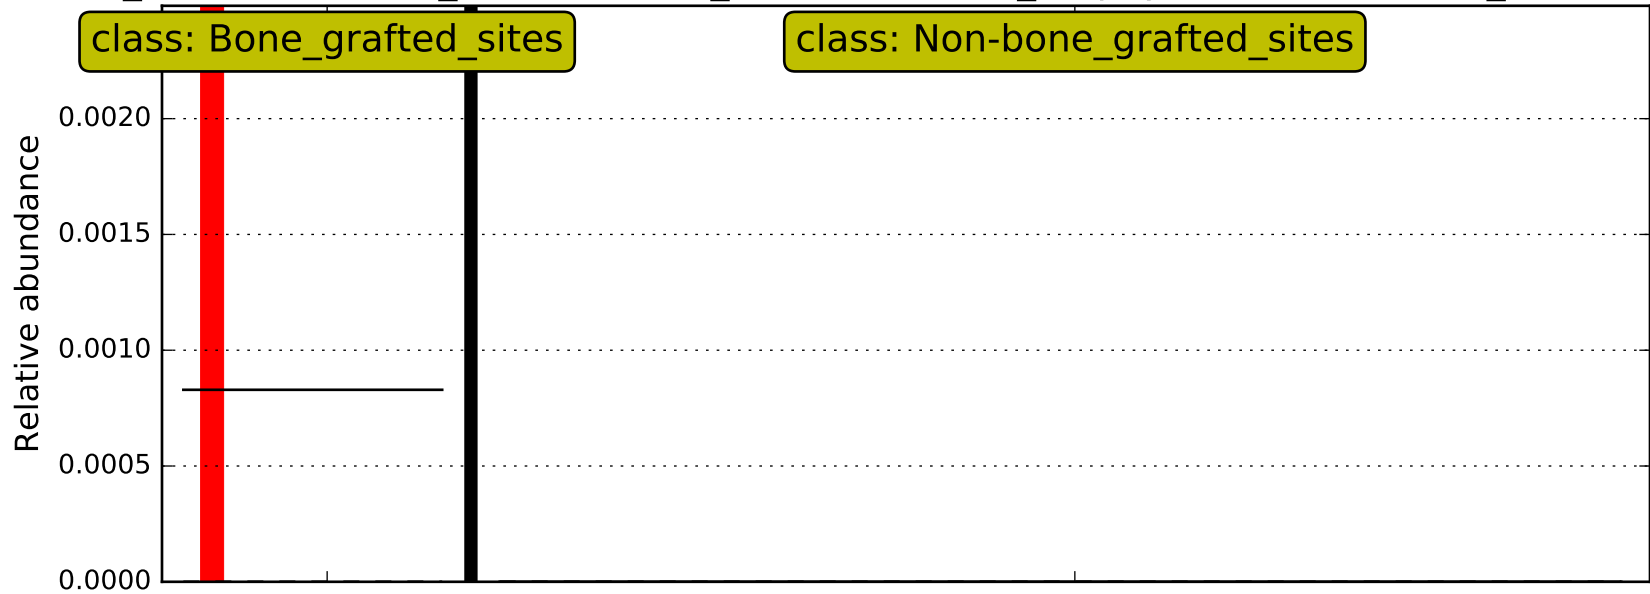 class: Bone_grafted_sites
class: Non-bone_grafted_sites
0.0020
0.0015
0.0010
0.0005
0.0000
Relative abundance